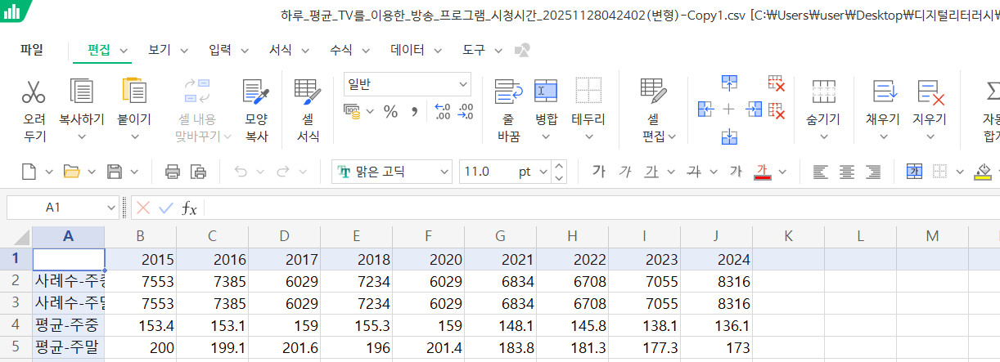 하루_평균_TV를_이용한_방송_프로그램_시청시간_20251128042402(변형)-Copy1.csv [C:₩Users₩user₩Desktop₩디지털리터러시₩
파일 편집 보기 입력 서식 수식 데이터 도구
오려 두기 복사하기 붙이기 셀 내용 맞바꾸기 모양 복사 셀 서식 일반 % , ←.0 .00 .00 →.0 줄 바꿈 병합 테두리 셀 편집 숨기기 채우기 지우기
맑은 고딕 11.0 pt 가 가 가 가 가 가 가
A1 fx
A B C D E F G H I J K L M
1 2015 2016 2017 2018 2020 2021 2022 2023 2024
2 사례수-주중 7553 7385 6029 7234 6029 6834 6708 7055 8316
3 사례수-주말 7553 7385 6029 7234 6029 6834 6708 7055 8316
4 평균-주중 153.4 153.1 159 155.3 159 148.1 145.8 138.1 136.1
5 평균-주말 200 199.1 201.6 196 201.4 183.8 181.3 177.3 173